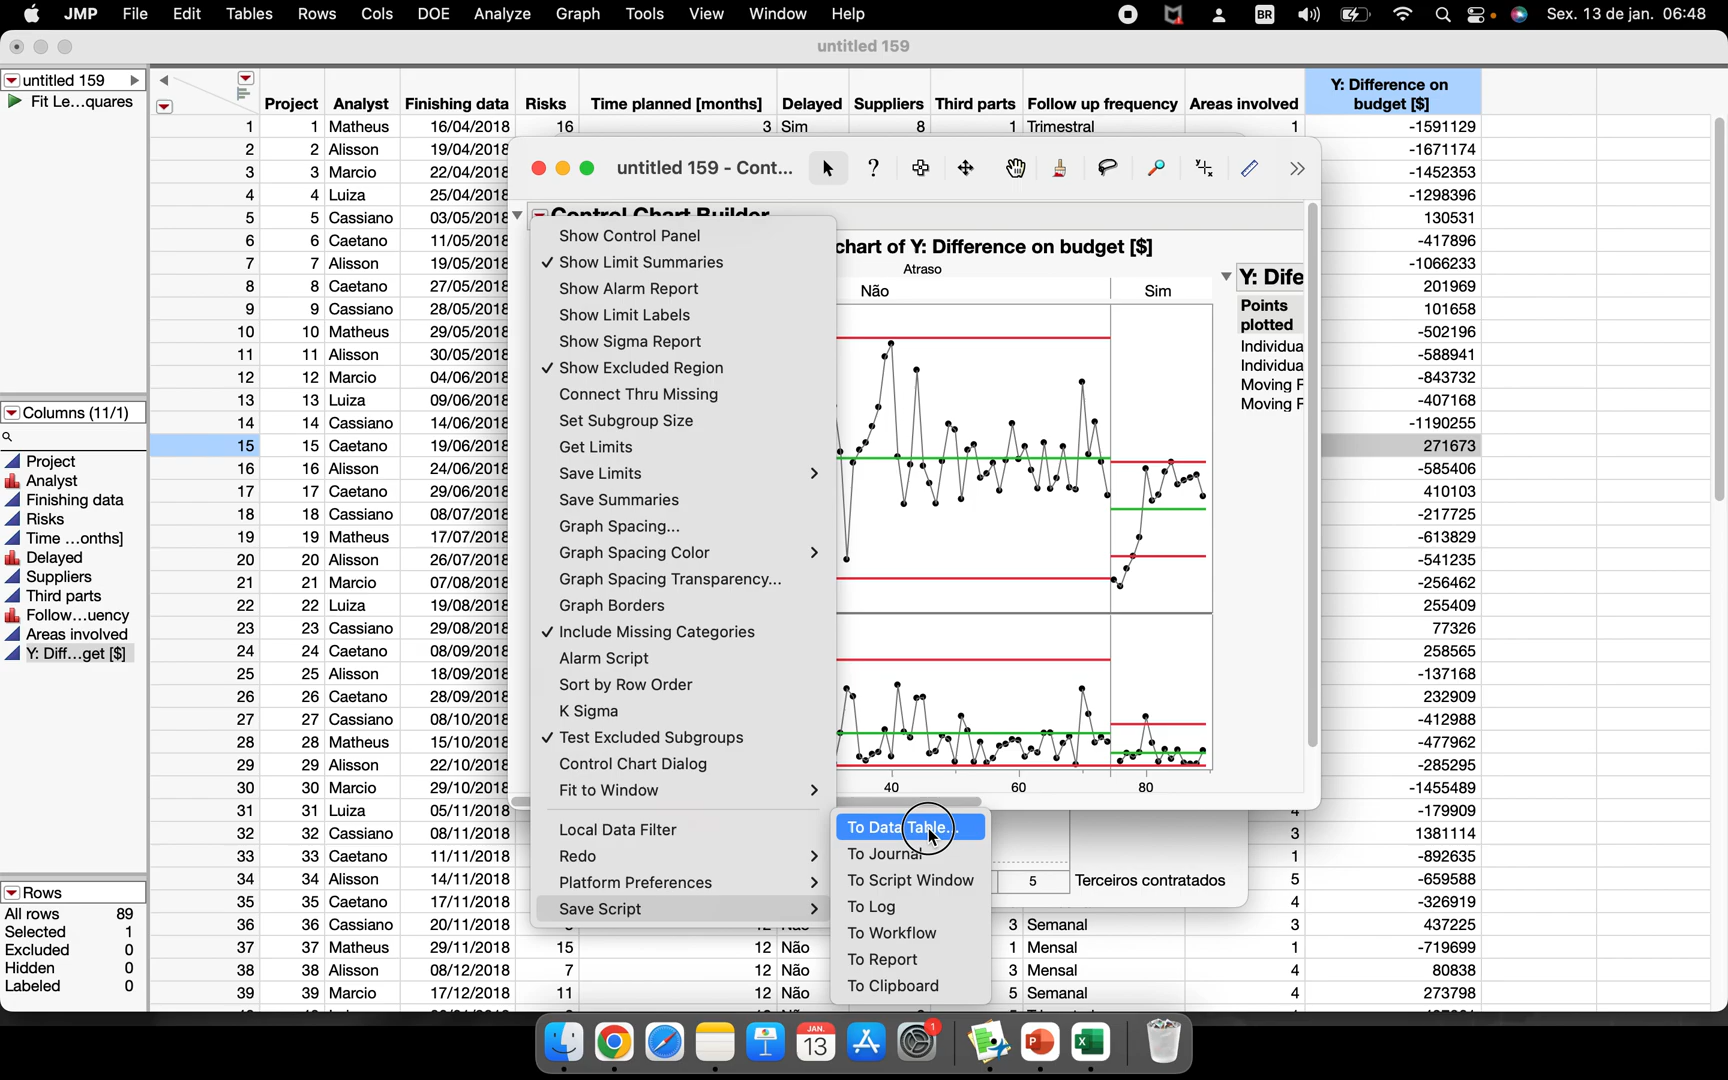 JMP File Edit Tables Rows Cols DOE Analyze Graph Tools View Window Help BR Sex. 13 de jan. 06:48
untitled 159
untitled 159
Fit Le...quares
Project Analyst Finishing data Risks Time planned [months] Delayed Suppliers Third parts Follow up frequency Areas involved Y: Difference on
budget [$]
1 1 Matheus 16/04/2018 16 3 Sim 8 1 Trimestral 1 -1591129
2 2 Alisson 19/04/2018 -1671174
3 3 Marcio 22/04/2018 -1452353
4 4 Luiza 25/04/2018 -1298396
5 5 Cassiano 03/05/2018 130531
6 6 Caetano 11/05/2018 -417896
7 7 Alisson 19/05/2018 -1066233
8 8 Caetano 27/05/2018 201969
9 9 Cassiano 28/05/2018 101658
10 10 Matheus 29/05/2018 -502196
11 11 Alisson 30/05/2018 -588941
12 12 Marcio 04/06/2018 -843732
13 13 Luiza 09/06/2018 -407168
14 14 Cassiano 14/06/2018 -1190255
15 15 Caetano 19/06/2018 271673
16 16 Alisson 24/06/2018 -585406
17 17 Caetano 29/06/2018 410103
18 18 Cassiano 08/07/2018 -217725
19 19 Matheus 17/07/2018 -613829
20 20 Alisson 26/07/2018 -541235
21 21 Marcio 07/08/2018 -256462
22 22 Luiza 19/08/2018 255409
23 23 Cassiano 29/08/2018 77326
24 24 Caetano 08/09/2018 258565
25 25 Alisson 18/09/2018 -137168
26 26 Caetano 28/09/2018 232909
27 27 Cassiano 08/10/2018 -412988
28 28 Matheus 15/10/2018 -477962
29 29 Alisson 22/10/2018 -285295
30 30 Marcio 29/10/2018 -1455489
31 31 Luiza 05/11/2018 4 -179909
32 32 Cassiano 08/11/2018 3 1381114
33 33 Caetano 11/11/2018 1 -892635
34 34 Alisson 14/11/2018 5 -659588
35 35 Caetano 17/11/2018 4 -326919
36 36 Cassiano 20/11/2018 3 Semanal 3 437225
37 37 Matheus 29/11/2018 15 12 Não 1 Mensal 1 -719699
38 38 Alisson 08/12/2018 7 12 Não 3 Mensal 4 80838
39 39 Marcio 17/12/2018 11 12 Não 5 Semanal 4 273798
Columns (11/1)
Project
Analyst
Finishing data
Risks
Time ...onths]
Delayed
Suppliers
Third parts
Follow...uency
Areas involved
Y: Diff...get [$]
Rows
All rows 89
Selected 1
Excluded 0
Hidden 0
Labeled 0
untitled 159 - Cont...
Control Chart Builder
chart of Y: Difference on budget [$]
Atraso
Não Sim
Y: Dife
Points
plotted
Individua
Individua
Moving F
Moving F
40 60 80
5 Terceiros contratados
Show Control Panel
Show Limit Summaries
Show Alarm Report
Show Limit Labels
Show Sigma Report
Show Excluded Region
Connect Thru Missing
Set Subgroup Size
Get Limits
Save Limits
Save Summaries
Graph Spacing...
Graph Spacing Color
Graph Spacing Transparency...
Graph Borders
Include Missing Categories
Alarm Script
Sort by Row Order
K Sigma
Test Excluded Subgroups
Control Chart Dialog
Fit to Window
Local Data Filter
Redo
Platform Preferences
Save Script
To Data Table...
To Journal
To Script Window
To Log
To Workflow
To Report
To Clipboard
JAN.
13
1